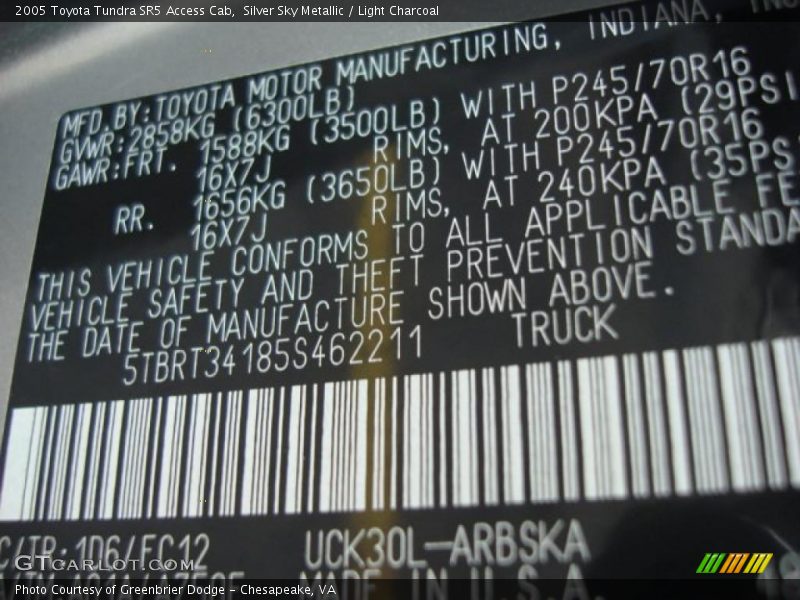 2005 Toyota Tundra SR5 Access Cab, Silver Sky Metallic / Light Charcoal
MFD.BY:TOYOTA MOTOR MANUFACTURING, INDIANA,
GVWR:2858KG (6300LB)
GAWR:FRT. 1588KG (3500LB) WITH P245/70R16
16X7J RIMS, AT 200KPA (29PSI
RR. 1656KG (3650LB) WITH P245/70R16
16X7J RIMS, AT 240KPA (35PS
THIS VEHICLE CONFORMS TO ALL APPLICABLE FE
VEHICLE SAFETY AND THEFT PREVENTION STANDA
THE DATE OF MANUFACTURE SHOWN ABOVE.
5TBRT34185S462211 TRUCK
C/TR:1D6/FC12 UCK30L-ARBSKA
MADE IN U.S.A.
GTcarlot.com
Photo Courtesy of Greenbrier Dodge - Chesapeake, VA